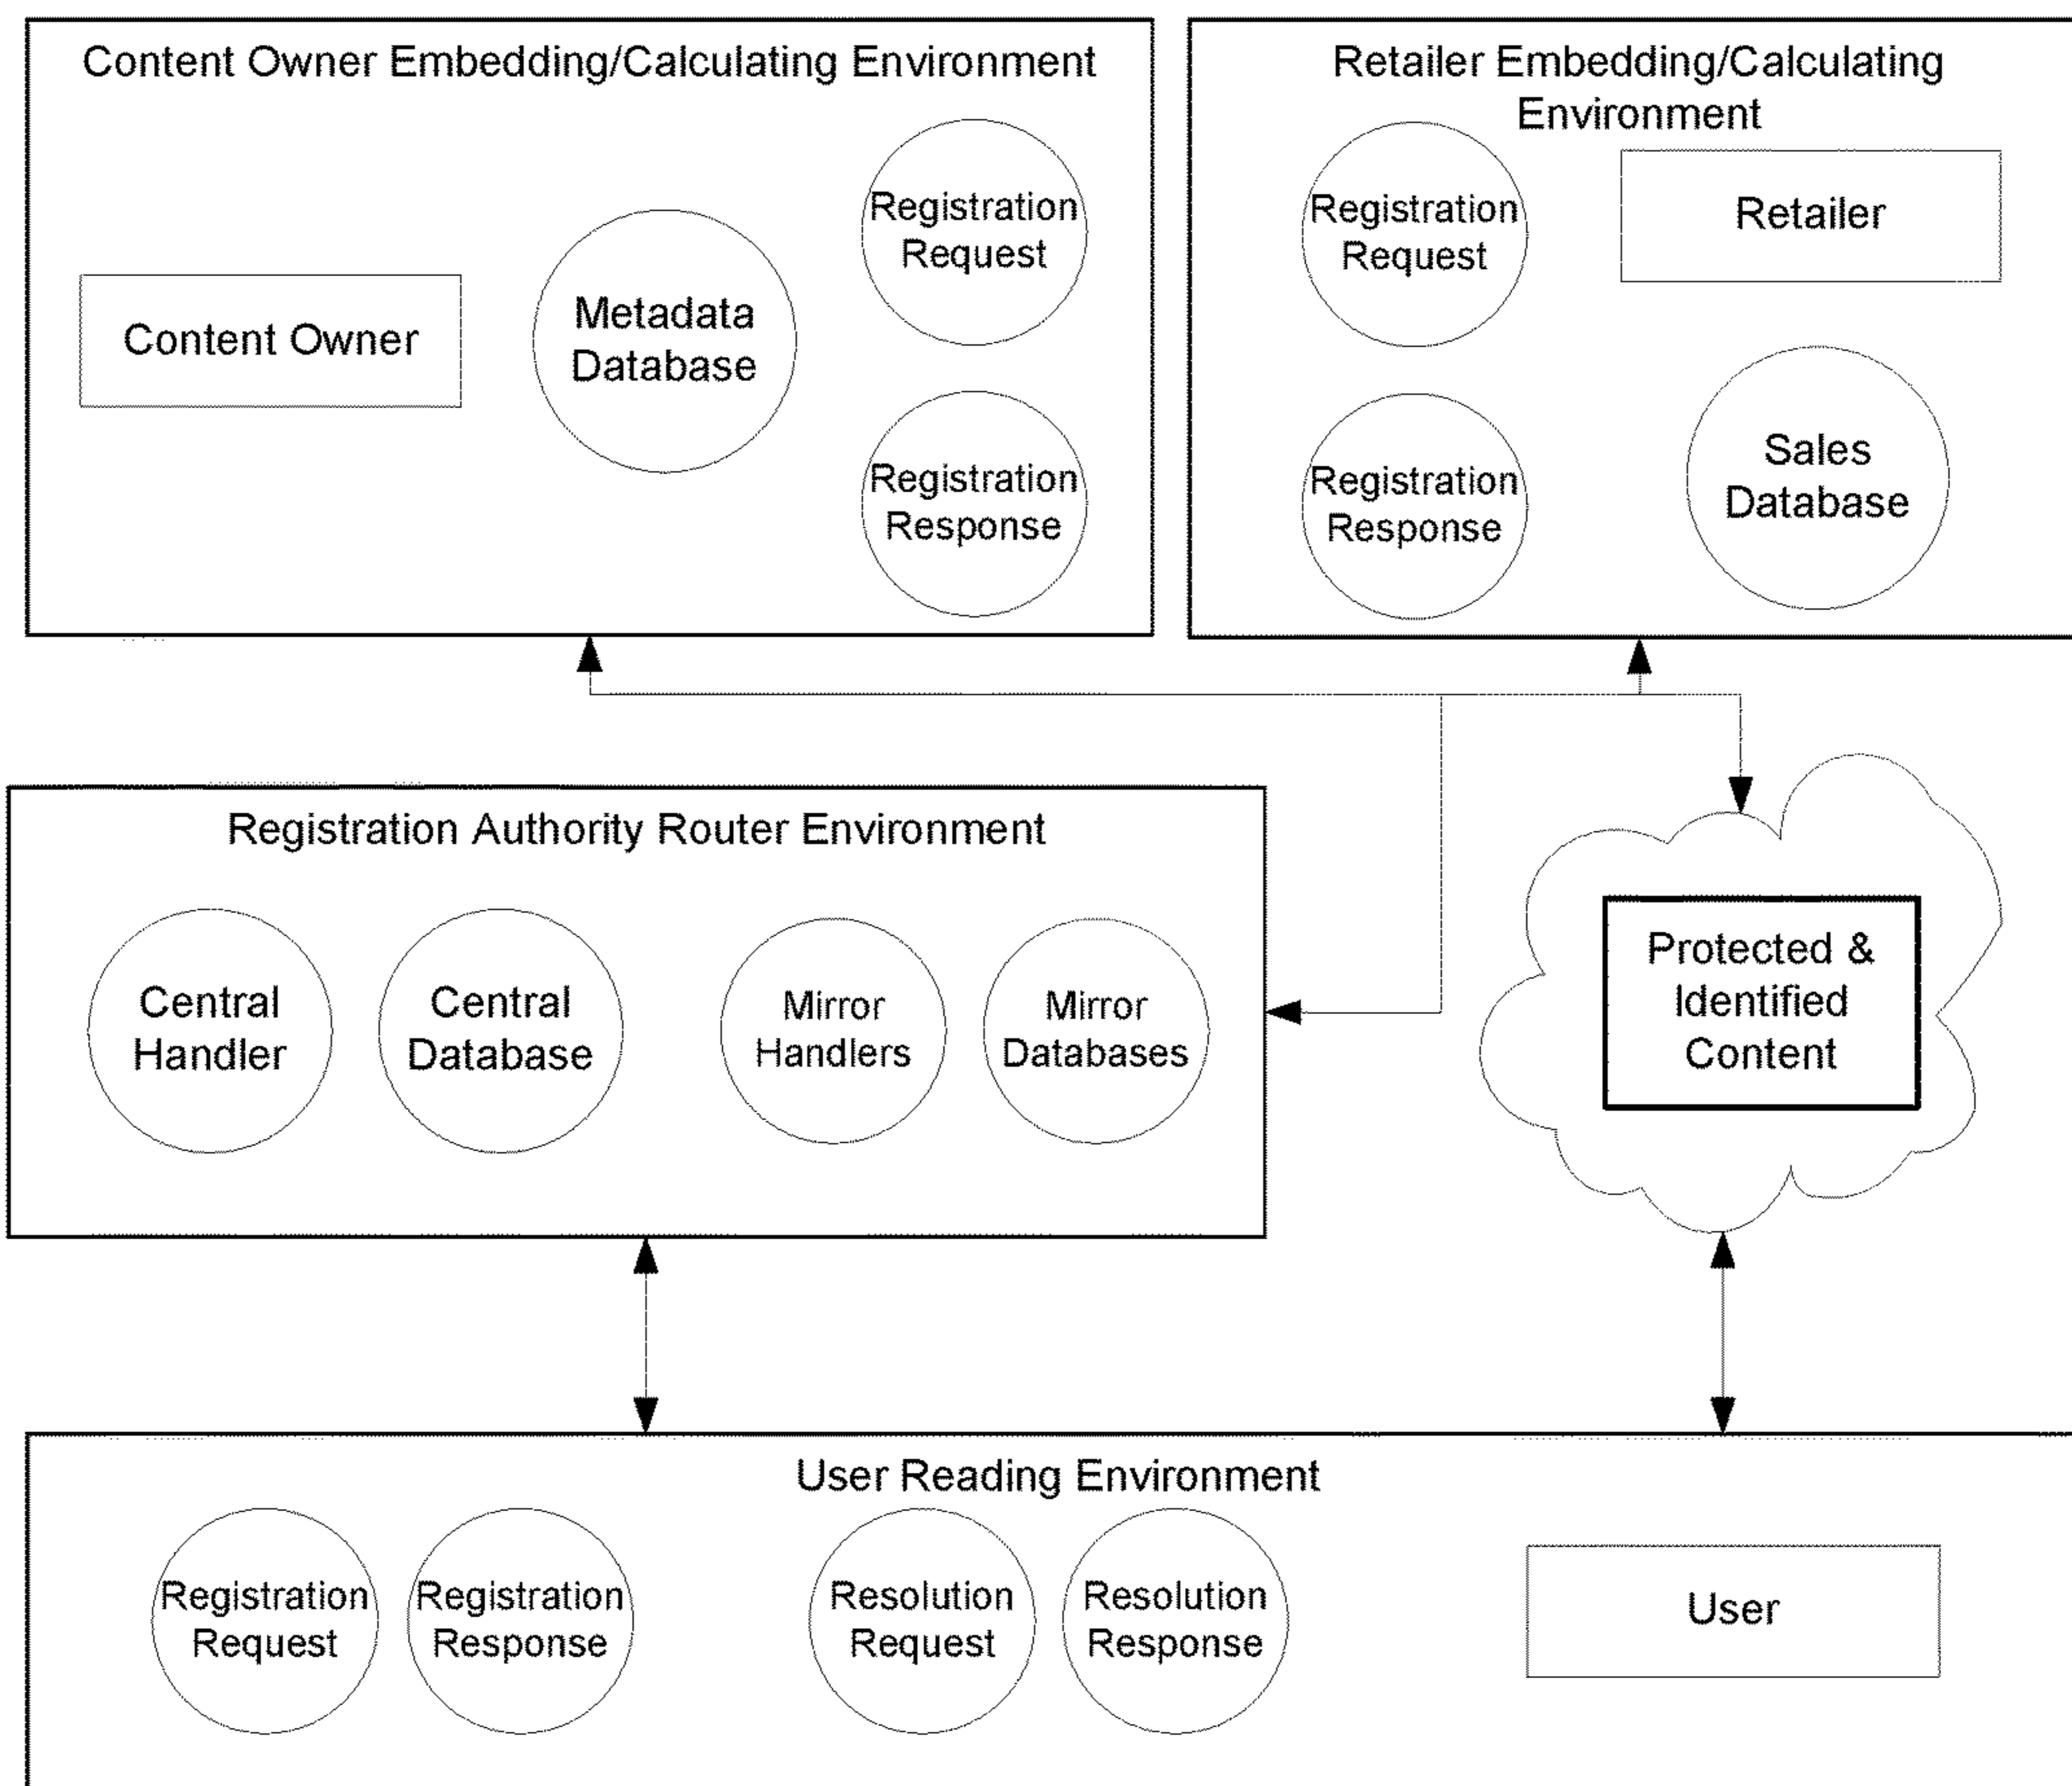 Content Owner Embedding/Calculating Environment
Content Owner
Metadata
Database
Registration
Request
Registration
Response
Retailer Embedding/Calculating
Environment
Registration
Request
Retailer
Registration
Response
Sales
Database
Registration Authority Router Environment
Central
Handler
Central
Database
Mirror
Handlers
Mirror
Databases
Protected &
Identified
Content
User Reading Environment
Registration
Request
Registration
Response
Resolution
Request
Resolution
Response
User